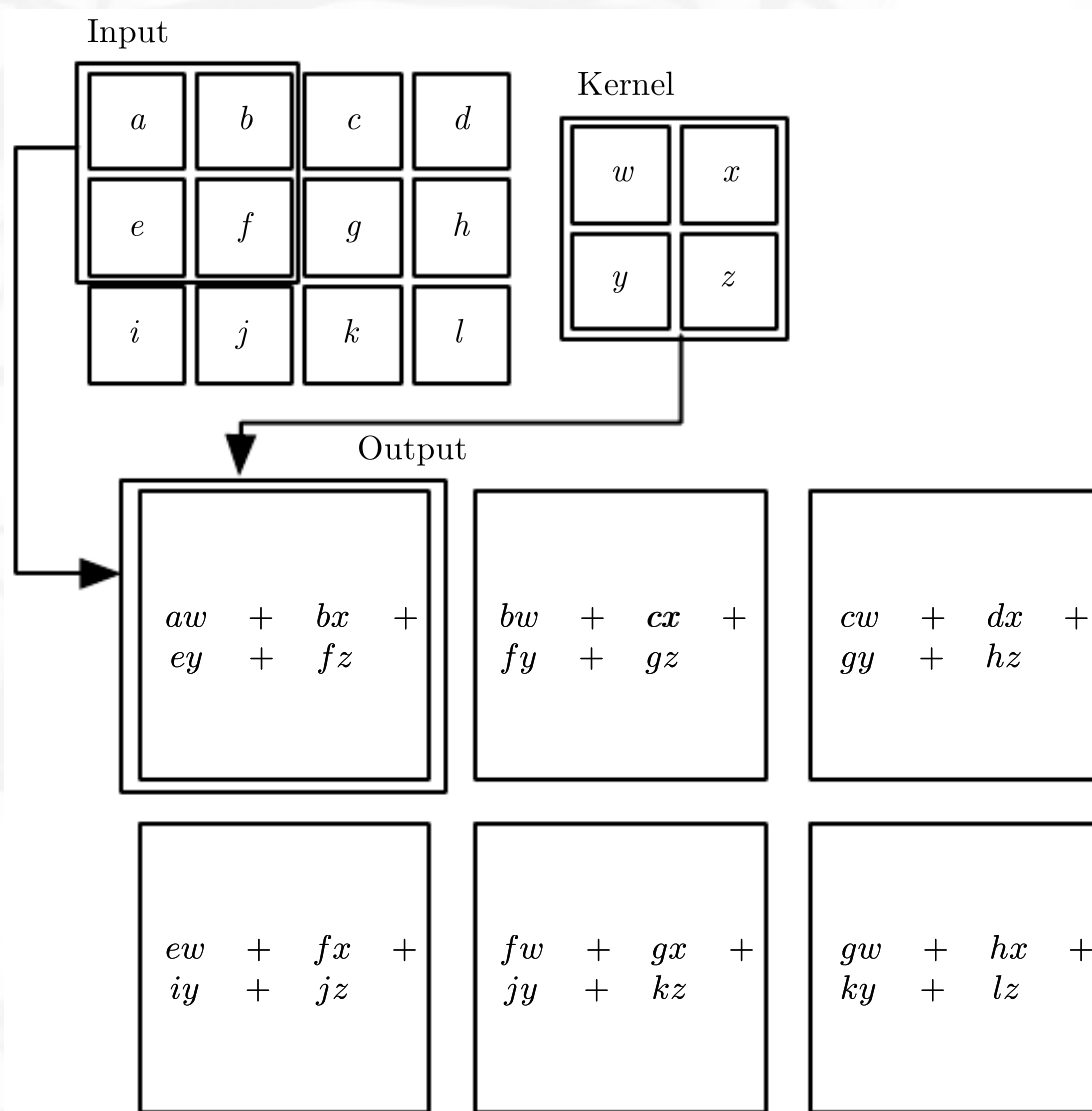 Input
Kernel
a b c d
w x
e f g h
y z
i j k l
Output
aw + bx +
ey + fz
bw + cx +
fy + gz
cw + dx +
gy + hz
ew + fx +
iy + jz
fw + gx +
jy + kz
gw + hx +
ky + lz